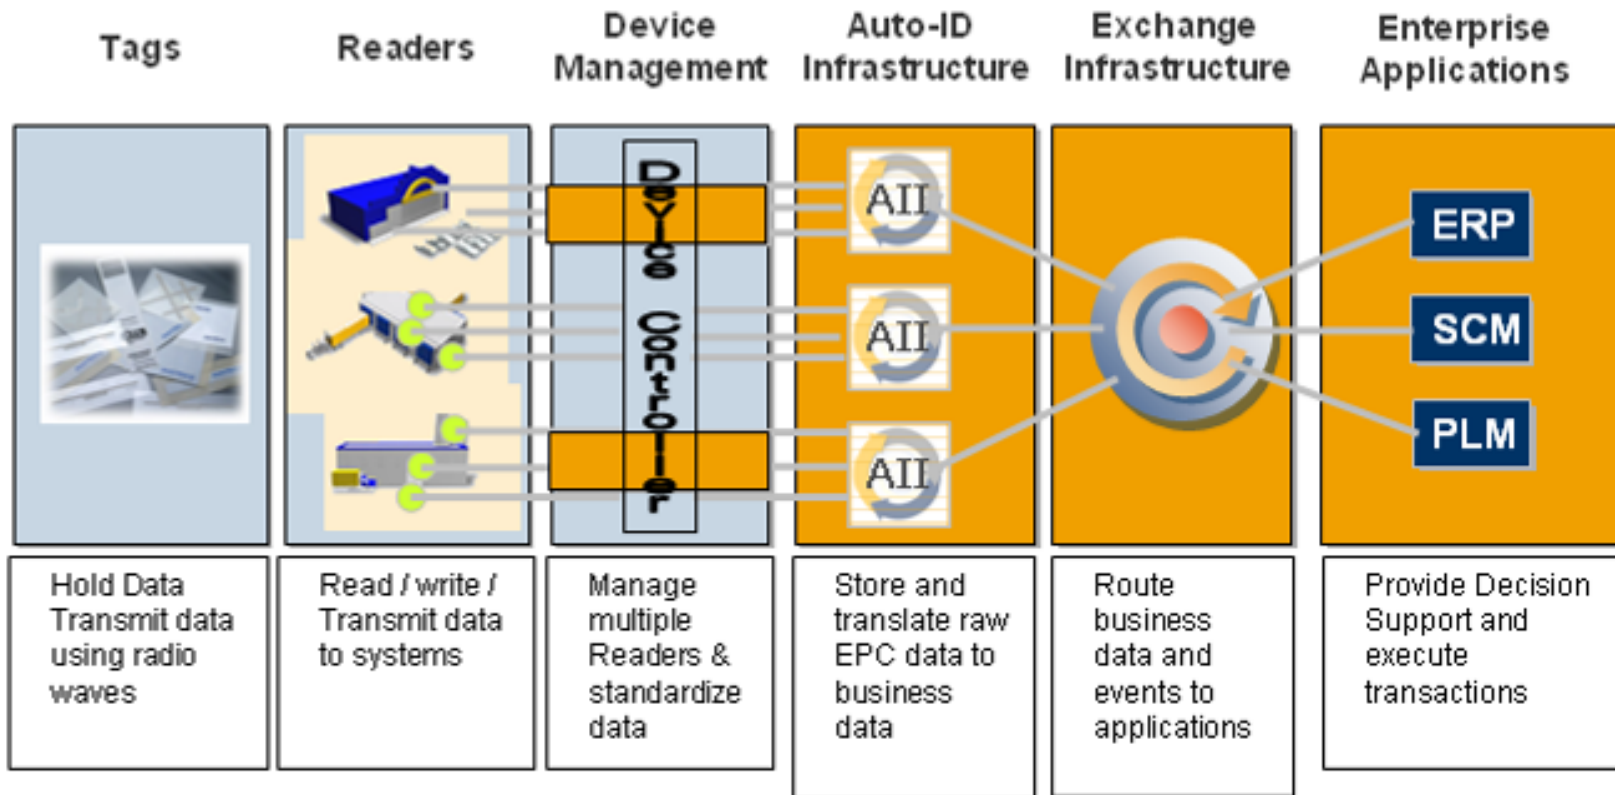 Tags
Readers
Device
Management
Auto-ID
Infrastructure
Exchange
Infrastructure
Enterprise
Applications
Device Controller
AII
AII
AII
ERP
SCM
PLM
Hold Data
Transmit data
using radio
waves
Read / write /
Transmit data
to systems
Manage
multiple
Readers &
standardize
data
Store and
translate raw
EPC data to
business
data
Route
business
data and
events to
applications
Provide Decision
Support and
execute
transactions